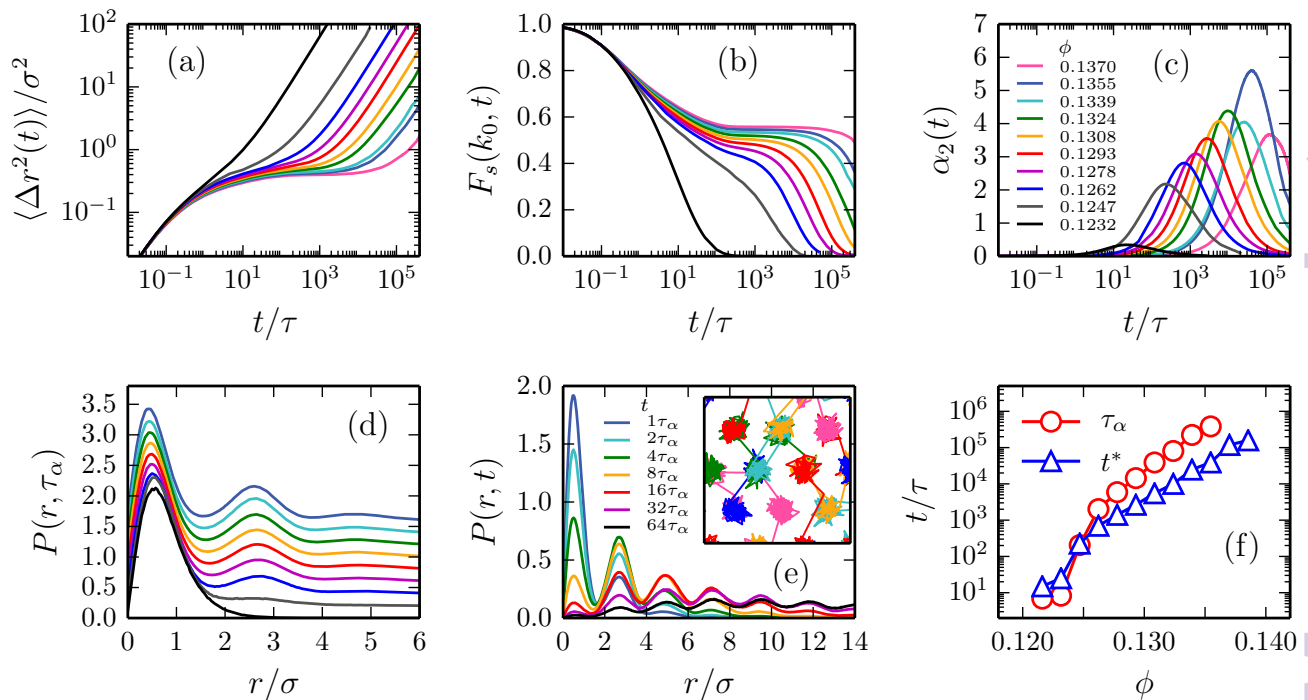 10^2
10^1
10^0
10^-1
⟨Δr^2(t)⟩/σ^2
(a)
10^-1
10^1
10^3
10^5
t/τ
1.0
0.8
0.6
0.4
0.2
0.0
F_s(k_0, t)
(b)
10^-1
10^1
10^3
10^5
t/τ
7
6
5
4
3
2
1
0
α_2(t)
(c)
ϕ
0.1370
0.1355
0.1339
0.1324
0.1308
0.1293
0.1278
0.1262
0.1247
0.1232
10^-1
10^1
10^3
10^5
t/τ
3.5
3.0
2.5
2.0
1.5
1.0
0.5
0.0
P(r, τ_α)
(d)
0 1 2 3 4 5 6
r/σ
2.0
1.5
1.0
0.5
0.0
P(r, t)
t
1τ_α
2τ_α
4τ_α
8τ_α
16τ_α
32τ_α
64τ_α
(e)
0 2 4 6 8 10 12 14
r/σ
10^6
10^5
10^4
10^3
10^2
10^1
t/τ
τ_α
t*
(f)
0.120 0.130 0.140
ϕ